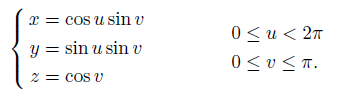 x = cos u sin v
y = sin u sin v
z = cos v
0 ≤ u < 2π
0 ≤ v ≤ π.